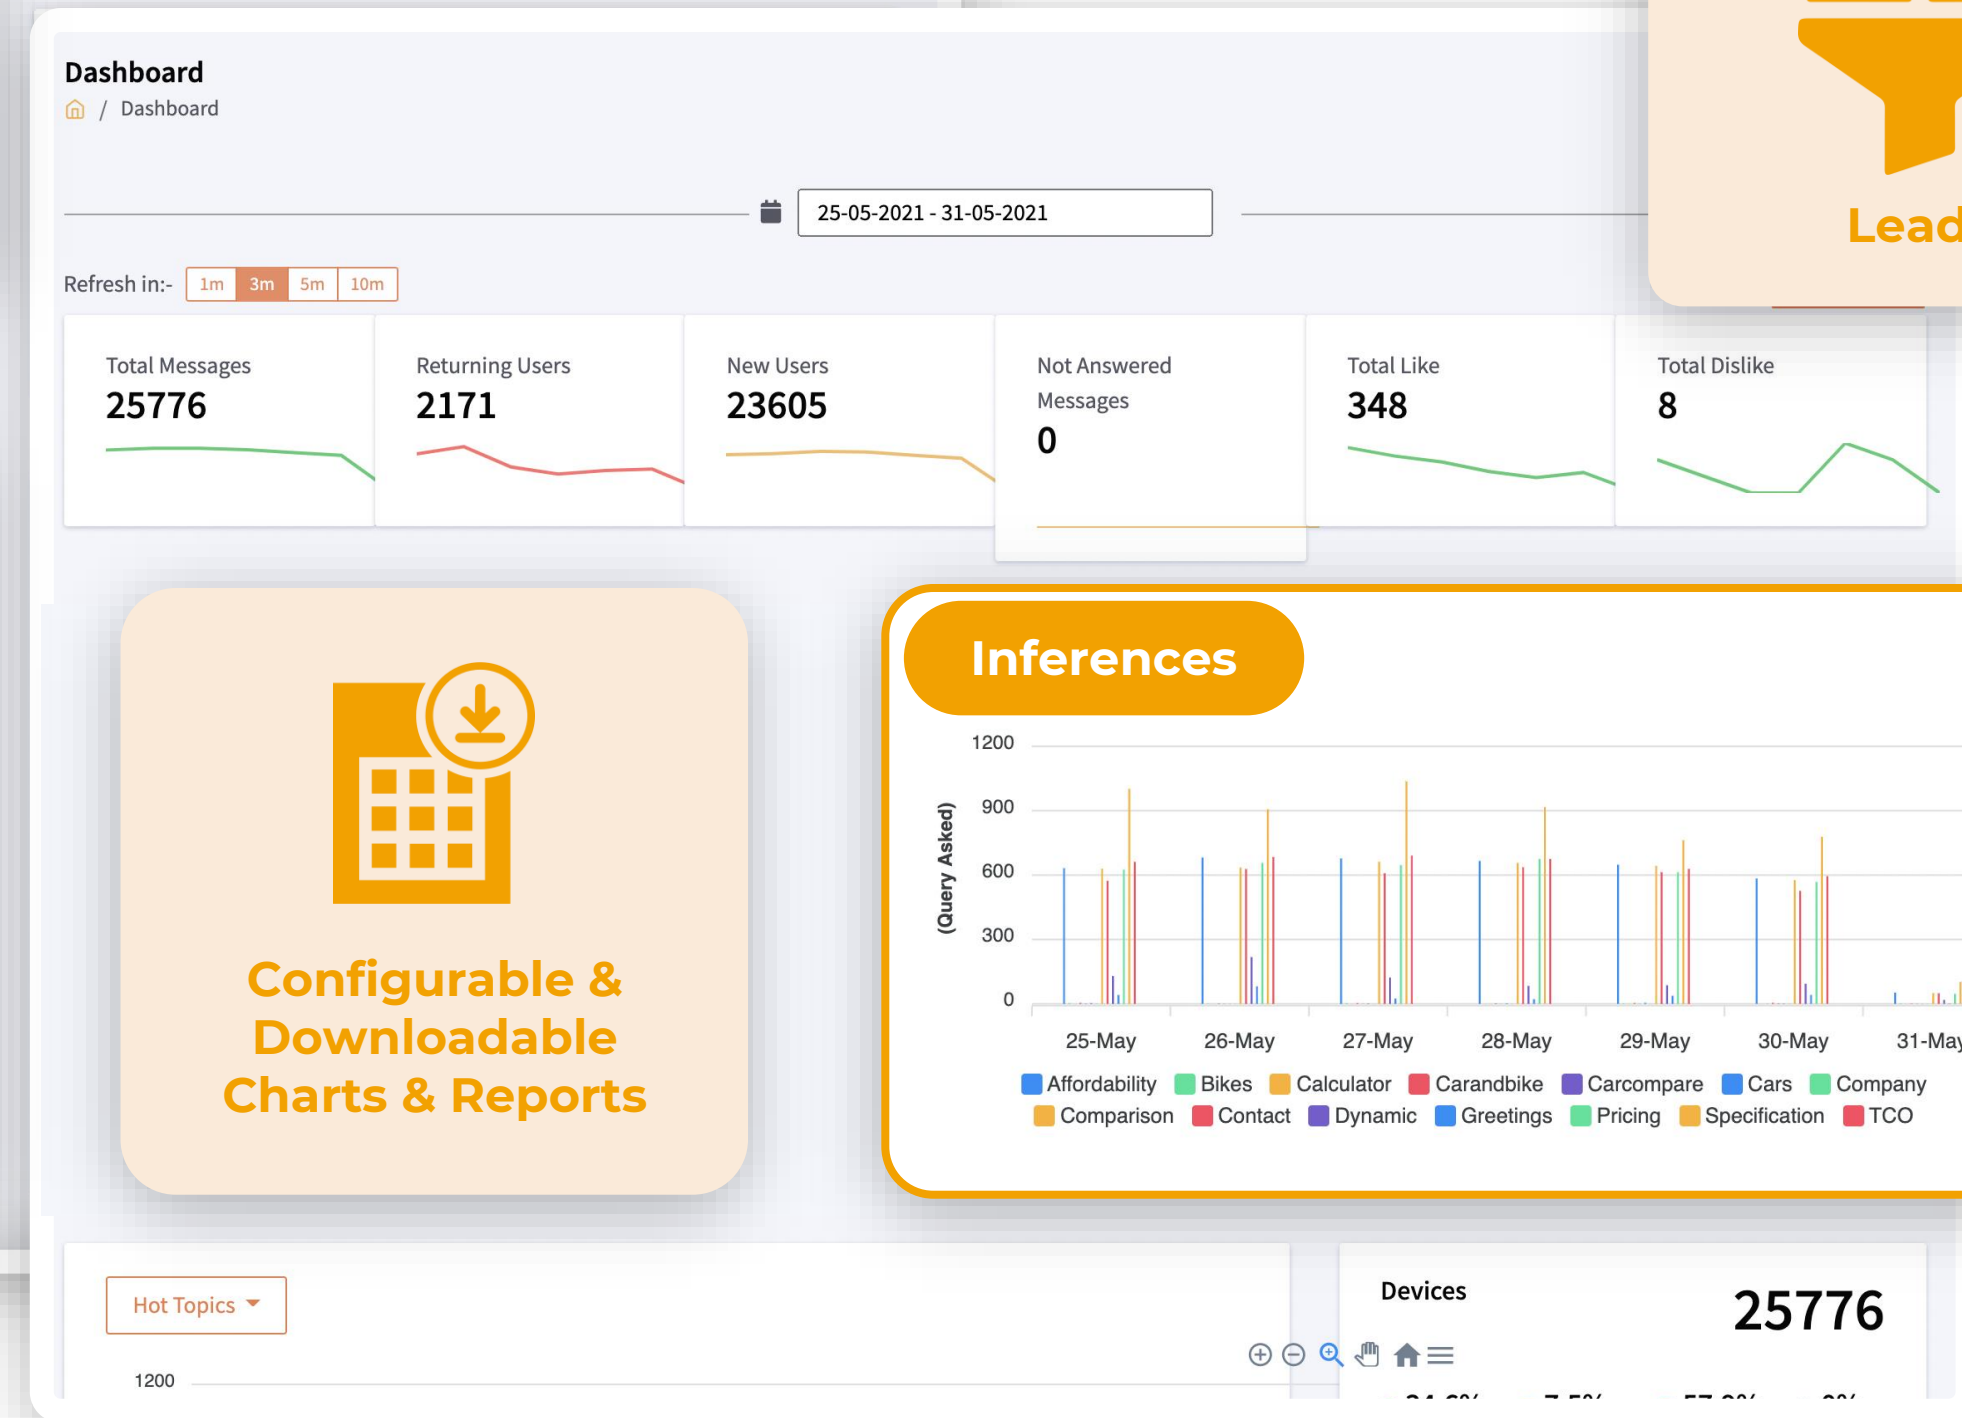 Dashboard
/ Dashboard
25-05-2021 - 31-05-2021
Lead
Refresh in:- 1m 3m 5m 10m
Total Messages
25776
Returning Users
2171
New Users
23605
Not Answered
Messages
0
Total Like
348
Total Dislike
8
Configurable &
Downloadable
Charts & Reports
Inferences
(Query Asked)
1200
900
600
300
0
25-May 26-May 27-May 28-May 29-May 30-May 31-May
Affordability Bikes Calculator Carandbike Carcompare Cars Company
Comparison Contact Dynamic Greetings Pricing Specification TCO
Hot Topics
1200
Devices
25776